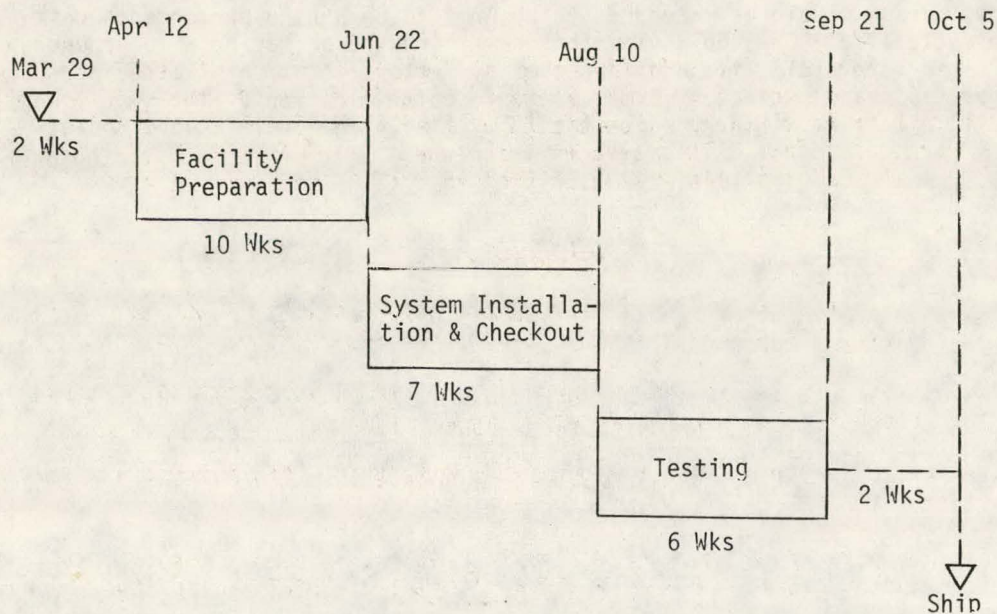 Mar 29
Apr 12
Jun 22
Aug 10
Sep 21
Oct 5
2 Wks
Facility
Preparation
10 Wks
System Installa-
tion & Checkout
7 Wks
Testing
6 Wks
2 Wks
Ship